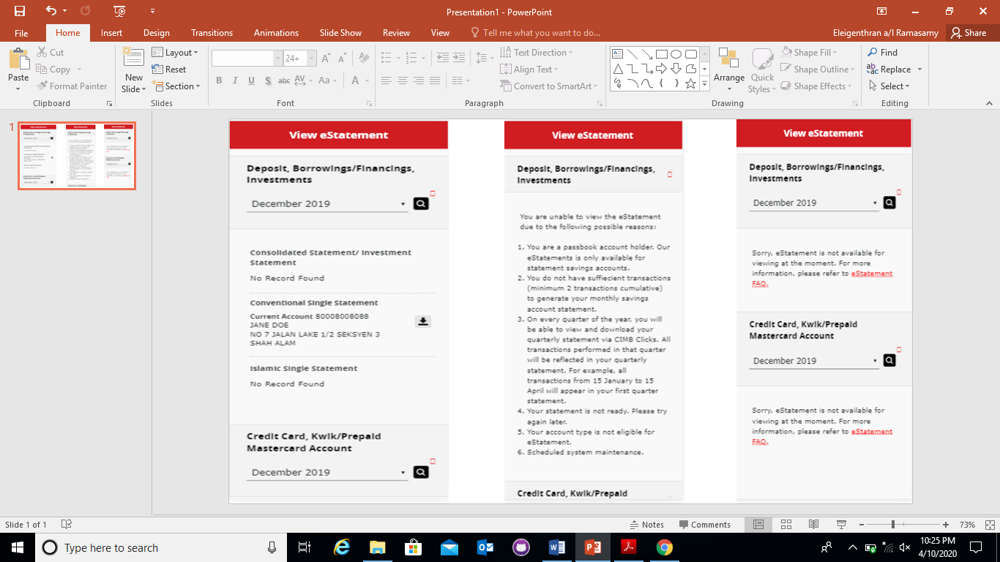 Presentation1 - PowerPoint
File
Home
Insert
Design
Transitions
Animations
Slide Show
Review
View
Tell me what you want to do...
Eleigenthran a/l Ramasamy
Share
Paste
Cut
Copy
Format Painter
Clipboard
New
Slide
Layout
Reset
Section
Slides
24+
B I U S abc AV Aa A
Font
Text Direction
Align Text
Convert to SmartArt
Paragraph
Arrange
Quick
Styles
Shape Fill
Shape Outline
Shape Effects
Drawing
Find
Replace
Select
Editing
1
View eStatement
Deposit, Borrowings/Financings,
Investments
December 2019
Consolidated Statement/ Investment
Statement
No Record Found
Conventional Single Statement
Current Account 80008008088
JANE DOE
NO 7 JALAN LAKE 1/2 SEKSYEN 3
SHAH ALAM
Islamic Single Statement
No Record Found
Credit Card, Kwik/Prepaid
Mastercard Account
December 2019
View eStatement
Deposit, Borrowings/Financings,
Investments
You are unable to view the eStatement
due to the following possible reasons:
1. You are a passbook account holder. Our
eStatements is only available for
statement savings accounts.
2. You do not have suffiecient transactions
(minimum 2 transactions cumulative)
to generate your monthly savings
account statement.
3. On every quarter of the year, you will
be able to view and download your
quarterly statement via CIMB Clicks. All
transactions performed in that quarter
will be reflected in your quarterly
statement. For example, all
transactions from 15 January to 15
April will appear in your first quarter
statement.
4. Your statement is not ready. Please try
again later.
5. Your account type is not eligible for
eStatement.
6. Scheduled system maintenance.
Credit Card, Kwik/Prepaid
View eStatement
Deposit, Borrowings/Financings,
Investments
December 2019
Sorry, eStatement is not available for
viewing at the moment. For more
information, please refer to eStatement
FAQ.
Credit Card, Kwik/Prepaid
Mastercard Account
December 2019
Sorry, eStatement is not available for
viewing at the moment. For more
information, please refer to eStatement
FAQ.
Slide 1 of 1
Notes
Comments
73%
Type here to search
10:25 PM
4/10/2020